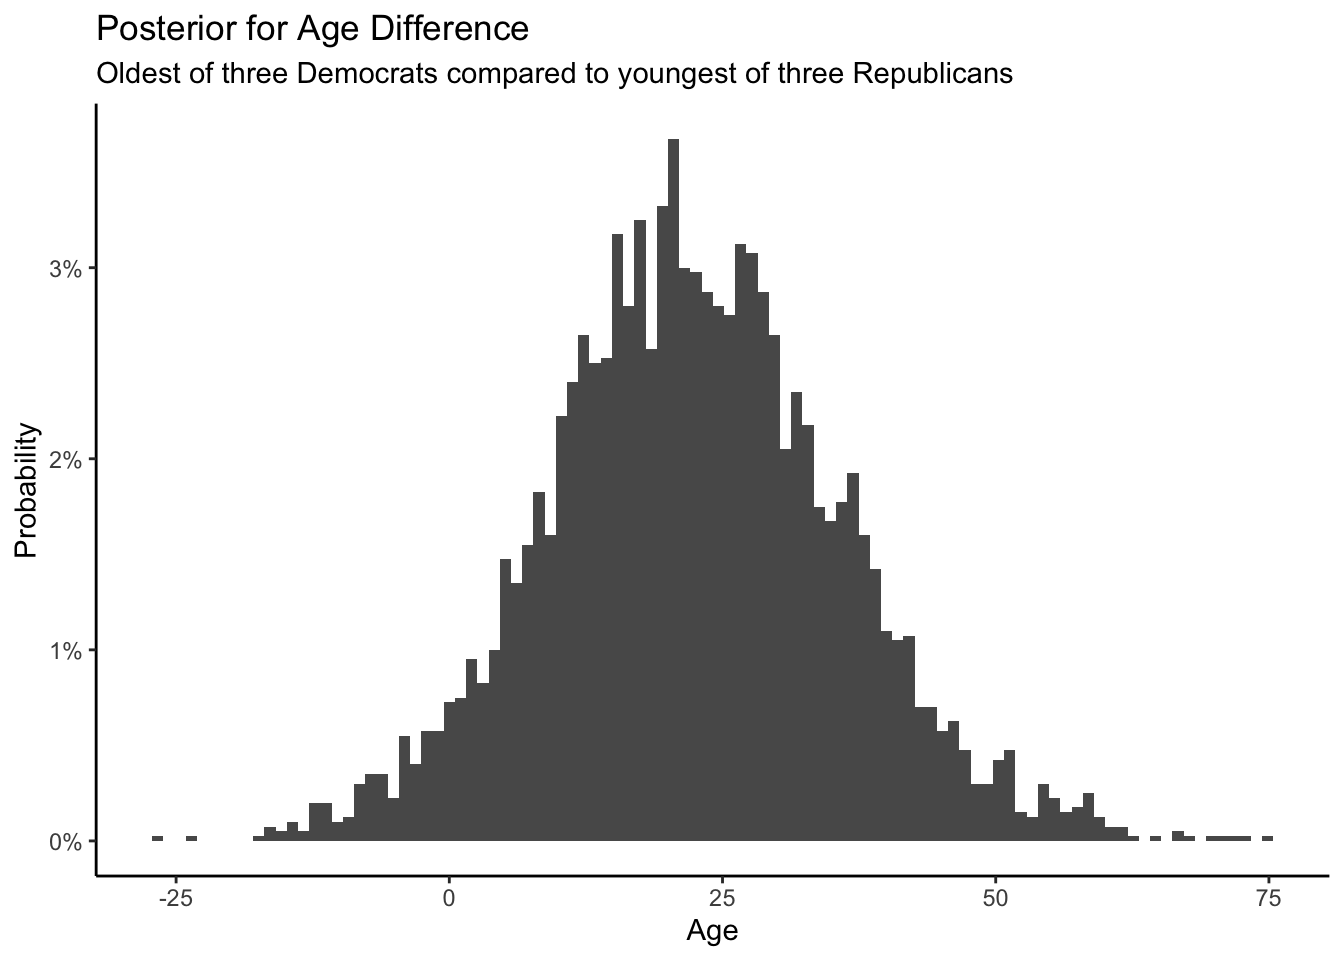 Posterior for Age Difference
Oldest of three Democrats compared to youngest of three Republicans
3%
2%
1%
0%
Probability
-25 0 25 50 75
Age